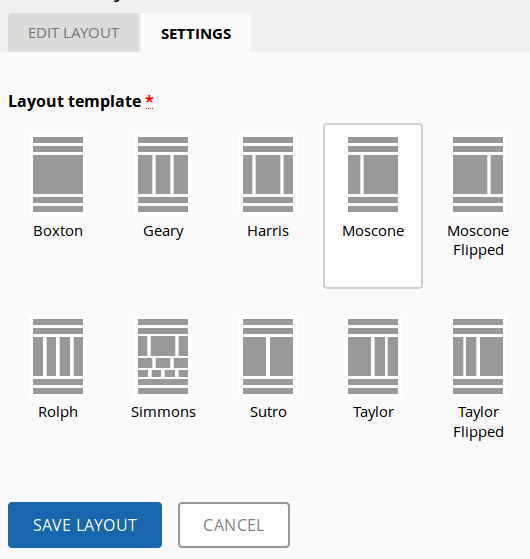 EDIT LAYOUT
SETTINGS
Layout template *
Boxton
Geary
Harris
Moscone
Moscone
Flipped
Rolph
Simmons
Sutro
Taylor
Taylor
Flipped
SAVE LAYOUT
CANCEL